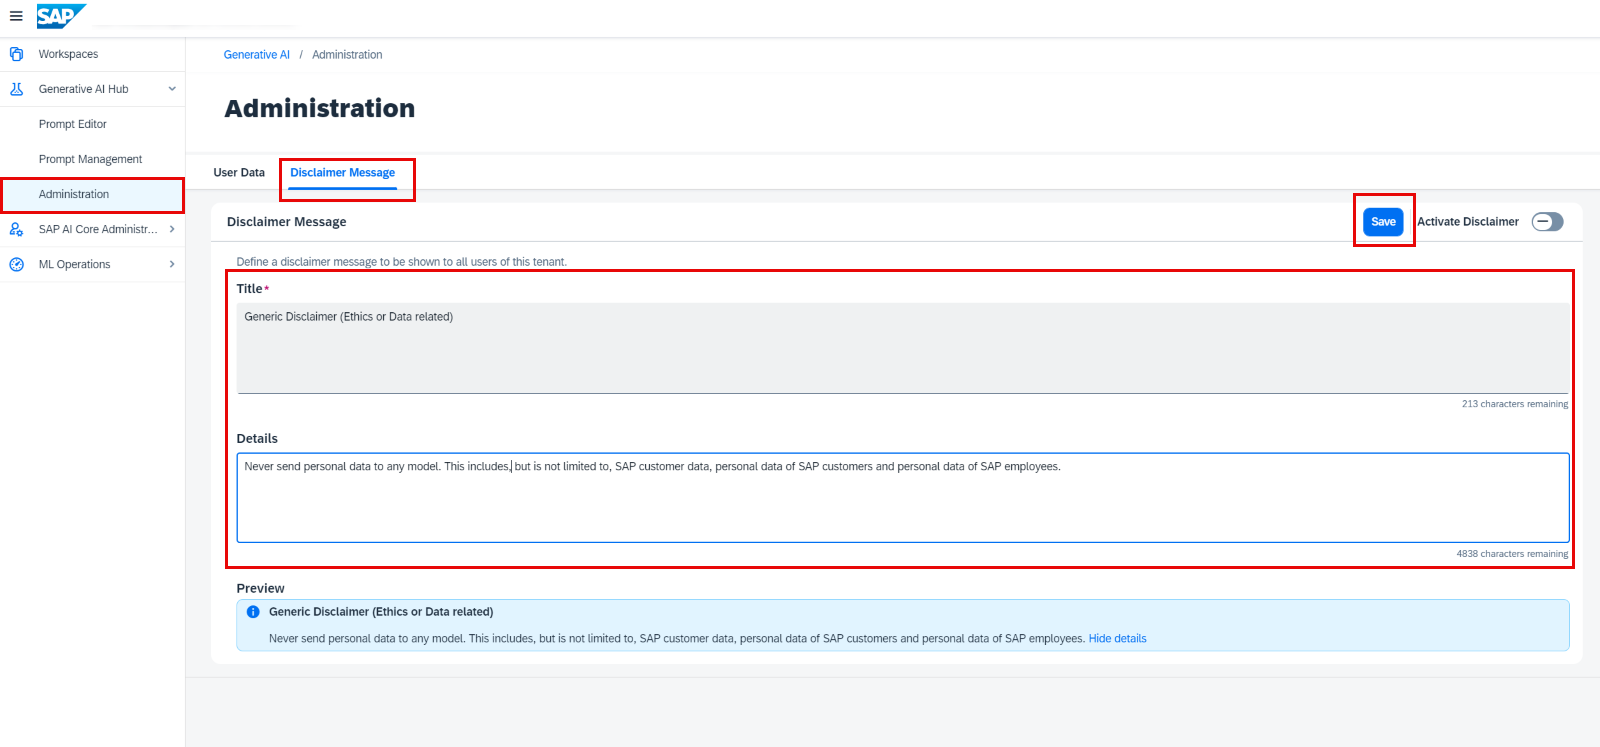 SAP
Workspaces
Generative AI Hub
Prompt Editor
Prompt Management
Administration
SAP AI Core Administr...
ML Operations
Generative AI / Administration
Administration
User Data Disclaimer Message
Disclaimer Message Save Activate Disclaimer
Define a disclaimer message to be shown to all users of this tenant.
Title*
Generic Disclaimer (Ethics or Data related)
213 characters remaining
Details
Never send personal data to any model. This includes, but is not limited to, SAP customer data, personal data of SAP customers and personal data of SAP employees.
4838 characters remaining
Preview
Generic Disclaimer (Ethics or Data related)
Never send personal data to any model. This includes, but is not limited to, SAP customer data, personal data of SAP customers and personal data of SAP employees. Hide details